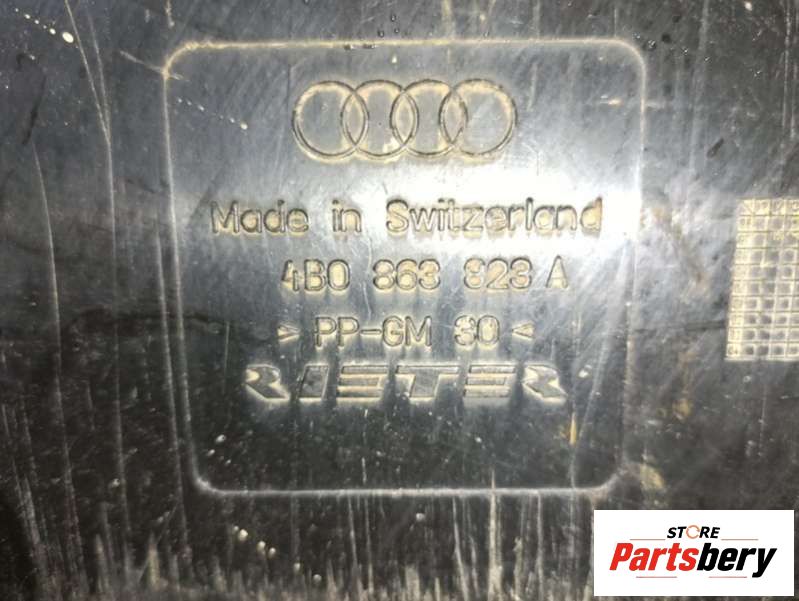 Made in Switzerland
4B0 863 823 A
> PP-GM 30 <
RIETER
STORE
Partsbery